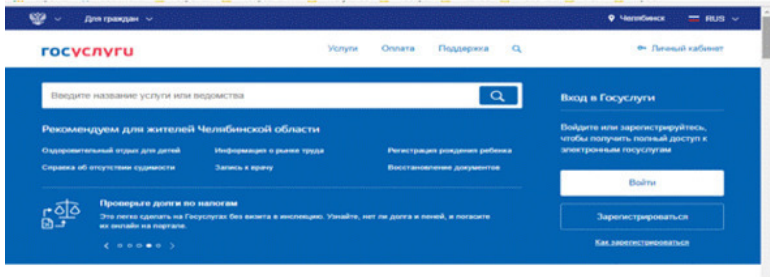 Для граждан
Челябинск
RUS
госуслуги
Услуги
Оплата
Поддержка
Личный кабинет
Введите название услуги или ведомства
Рекомендуем для жителей Челябинской области
Оздоровительный отдых для детей
Информация о рынке труда
Регистрация рождения ребенка
Справка об отсутствии судимости
Запись к врачу
Восстановление документов
Проверьте долги по налогам
Это легко сделать на Госуслугах без визита в инспекцию. Узнайте, нет ли долга и пеней, и погасите
их онлайн на портале.
Вход в Госуслуги
Войдите или зарегистрируйтесь,
чтобы получить полный доступ к
электронным госуслугам
Войти
Зарегистрироваться
Как зарегистрироваться